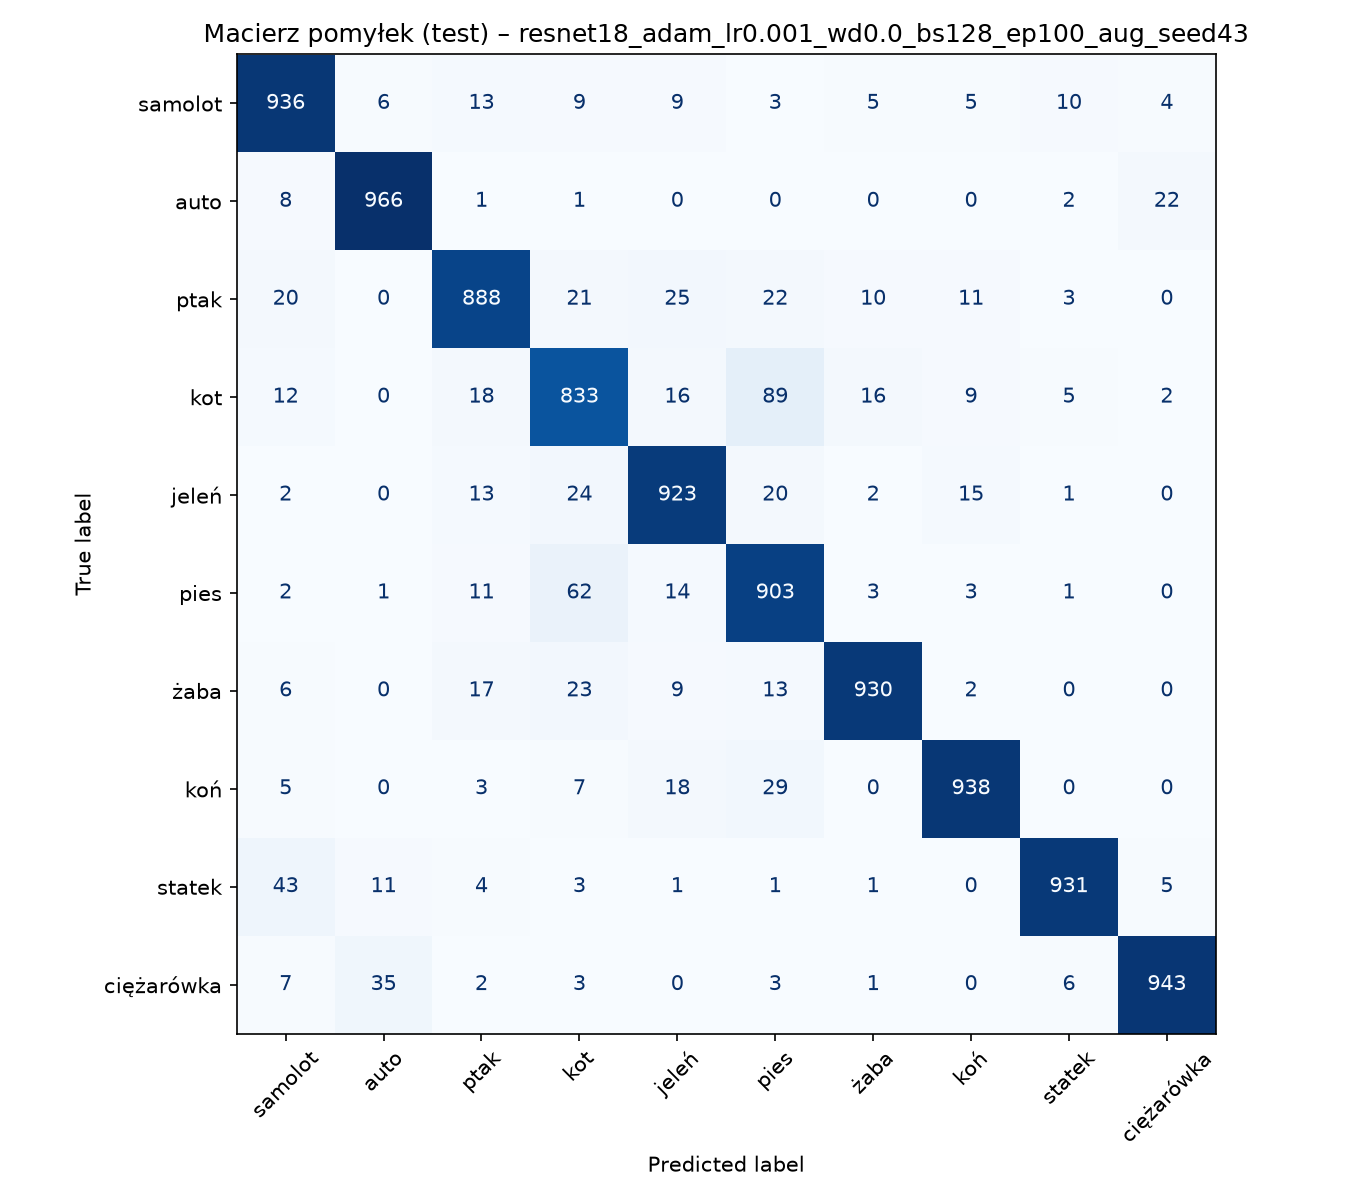 Macierz pomyłek (test) – resnet18_adam_lr0.001_wd0.0_bs128_ep100_aug_seed43
samolot 936 6 13 9 9 3 5 5 10 4
auto 8 966 1 1 0 0 0 0 2 22
ptak 20 0 888 21 25 22 10 11 3 0
kot 12 0 18 833 16 89 16 9 5 2
jeleń 2 0 13 24 923 20 2 15 1 0
True label
pies 2 1 11 62 14 903 3 3 1 0
żaba 6 0 17 23 9 13 930 2 0 0
koń 5 0 3 7 18 29 0 938 0 0
statek 43 11 4 3 1 1 1 0 931 5
ciężarówka 7 35 2 3 0 3 1 0 6 943
samolot auto ptak kot jeleń pies żaba koń statek ciężarówka
Predicted label